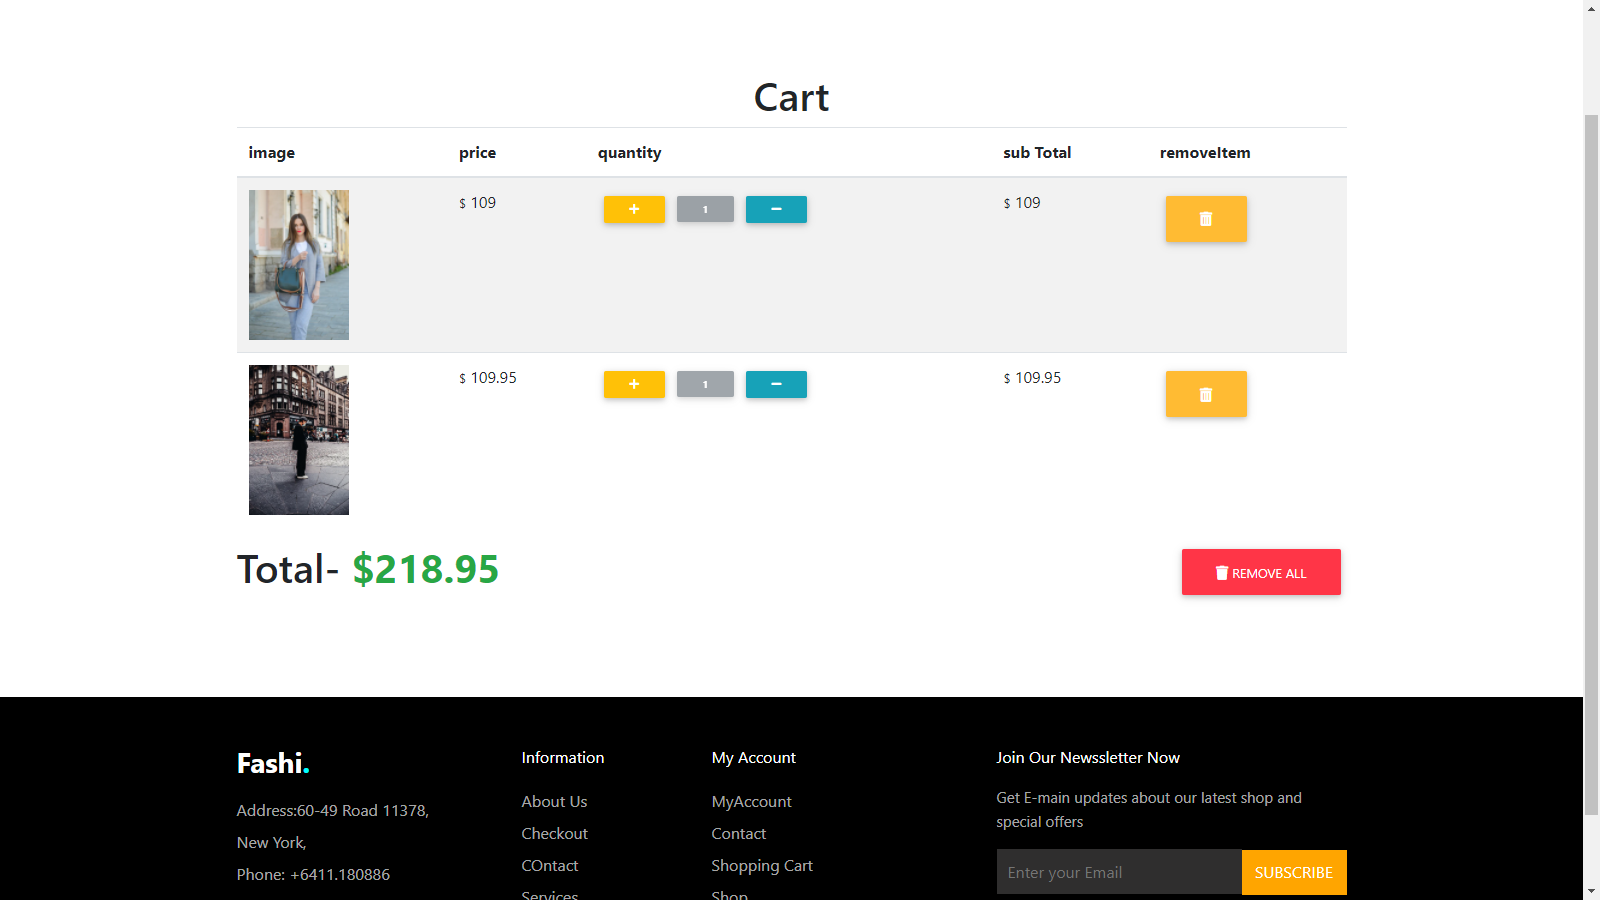 Cart
image price quantity sub Total removeItem
$ 109 + 1 − $ 109
$ 109.95 + 1 − $ 109.95
Total- $218.95 REMOVE ALL
Fashi.
Address:60-49 Road 11378,
New York,
Phone: +6411.180886
Information
About Us
Checkout
COntact
Services
My Account
MyAccount
Contact
Shopping Cart
Shop
Join Our Newssletter Now
Get E-main updates about our latest shop and
special offers
Enter your Email SUBSCRIBE